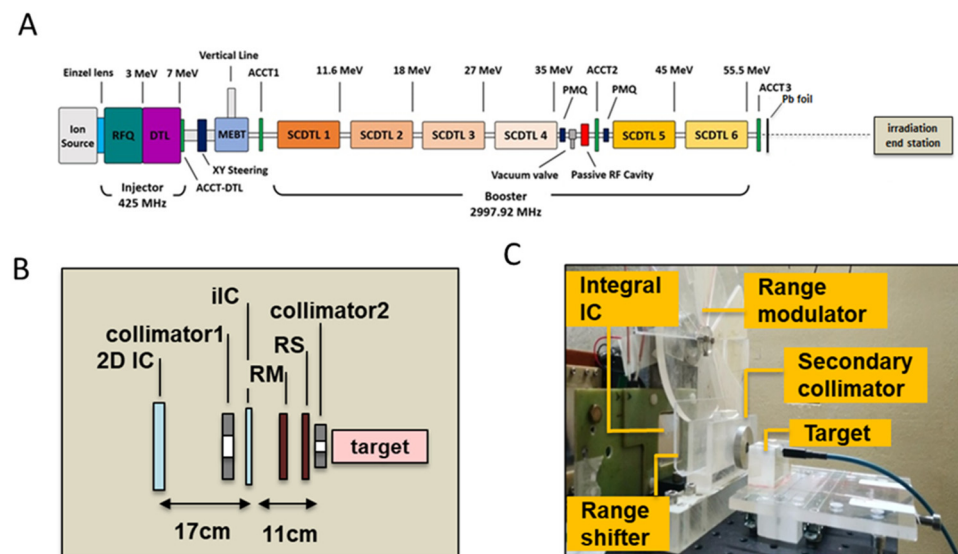 A
Vertical Line
Einzel lens 3 MeV 7 MeV ACCT1 11.6 MeV 18 MeV 27 MeV 35 MeV ACCT2 45 MeV 55.5 MeV ACCT3
PMQ PMQ Pb foil
Ion Source RFQ DTL MEBT SCDTL 1 SCDTL 2 SCDTL 3 SCDTL 4 SCDTL 5 SCDTL 6 irradiation end station
XY Steering Vacuum valve Passive RF Cavity
Injector ACCT-DTL Booster
425 MHz 2997.92 MHz
B
iIC
collimator1 collimator2
2D IC RS
RM
target
17cm 11cm
C
Integral IC
Range modulator
Secondary collimator
Target
Range shifter